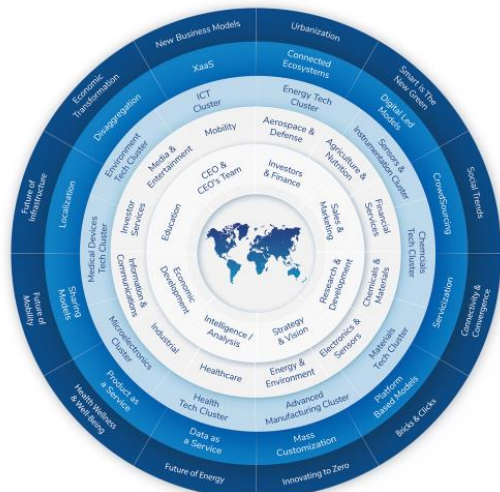 New Business Models
Urbanization
Smart is The
New Green
Social Trends
Connectivity &
Convergence
Bricks & Clicks
Innovating to Zero
Future of Energy
Health Wellness
& Well-Being
Future of
Mobility
Future of
Infrastructure
Economic
Transformation
XaaS
Connected
Ecosystems
Digital Led
Models
CrowdSourcing
Servicization
Platform
Based Models
Mass
Customization
Data as
a Service
Product as
a Service
Sharing
Models
Localization
Disaggregation
ICT
Cluster
Energy Tech
Cluster
Sensors &
Instrumentation Cluster
Chemcials
Tech Cluster
Materials
Tech Cluster
Advanced
Manufacturing Cluster
Health
Tech Cluster
Microelectronics
Cluster
Medical Devices
Tech Cluster
Environment
Tech Cluster
Mobility
Aerospace &
Defense
Agriculture &
Nutrition
Financial
Services
Chemicals &
Materials
Electronics &
Sensors
Energy &
Environment
Healthcare
Industrial
Information &
Communications
Investor
Services
Education
Media &
Entertainment
CEO &
CEO's Team
Investors
& Finance
Sales &
Marketing
Research &
Development
Strategy
& Vision
Intelligence /
Analysis
Economic
Development